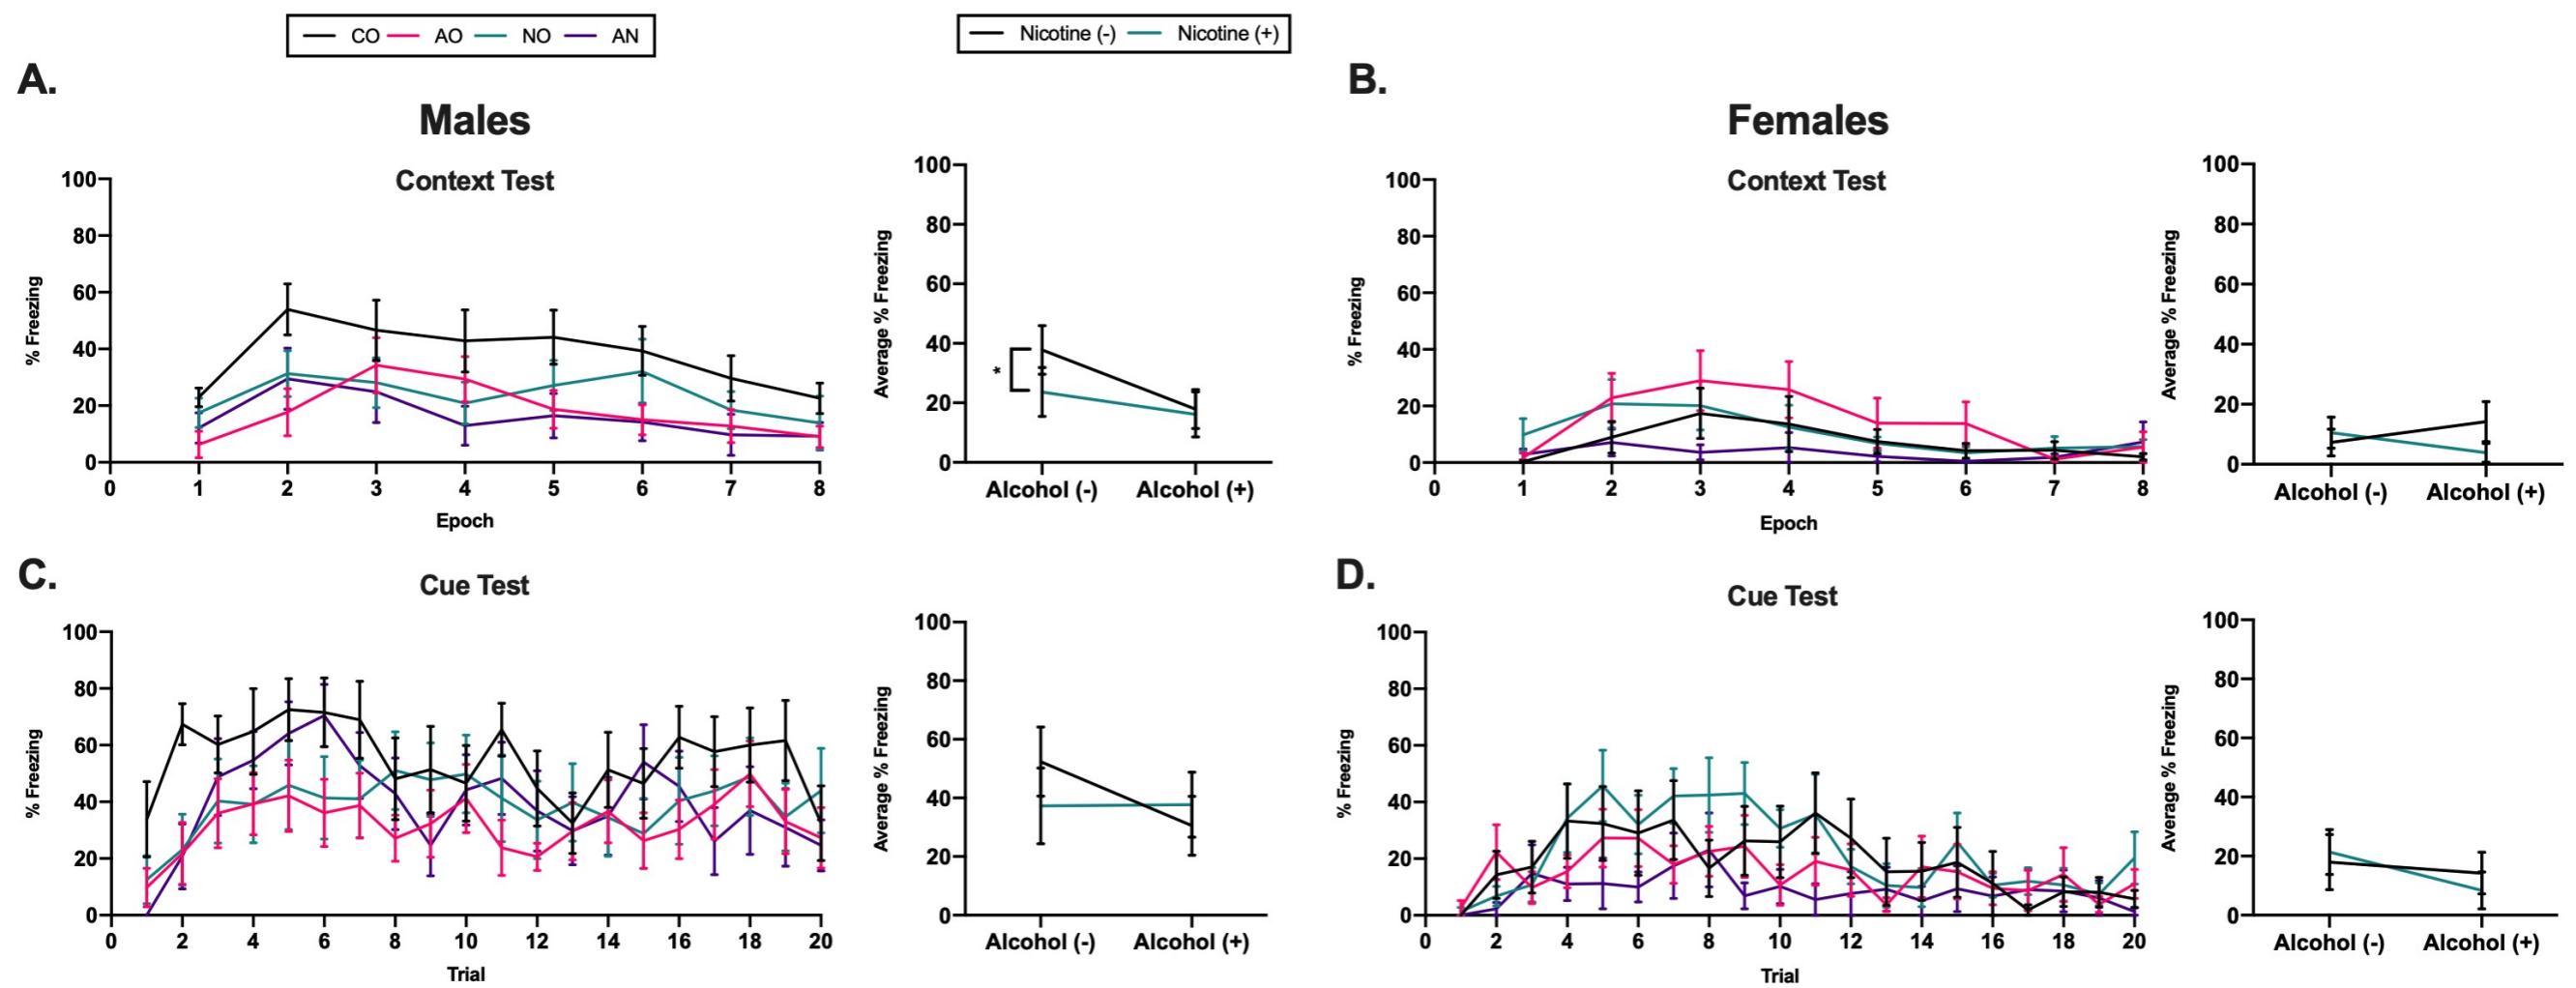 CO AO NO AN
Nicotine (-) Nicotine (+)
A.
Males
Context Test
% Freezing
100
80
60
40
20
0
0 1 2 3 4 5 6 7 8
Epoch
Average % Freezing
100
80
60
40
20
0
*
Alcohol (-) Alcohol (+)
B.
Females
Context Test
% Freezing
100
80
60
40
20
0
0 1 2 3 4 5 6 7 8
Epoch
Average % Freezing
100
80
60
40
20
0
Alcohol (-) Alcohol (+)
C.
Cue Test
% Freezing
100
80
60
40
20
0
0 2 4 6 8 10 12 14 16 18 20
Trial
Average % Freezing
100
80
60
40
20
0
Alcohol (-) Alcohol (+)
D.
Cue Test
% Freezing
100
80
60
40
20
0
0 2 4 6 8 10 12 14 16 18 20
Trial
Average % Freezing
100
80
60
40
20
0
Alcohol (-) Alcohol (+)